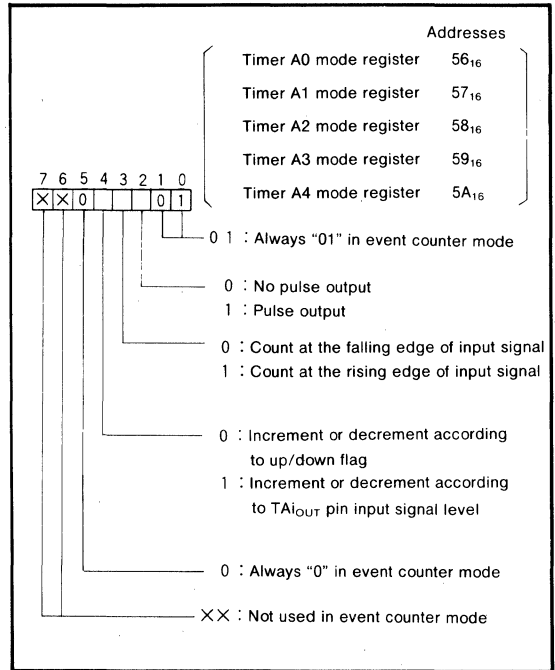 Addresses
Timer A0 mode register 56₁₆
Timer A1 mode register 57₁₆
Timer A2 mode register 58₁₆
Timer A3 mode register 59₁₆
Timer A4 mode register 5A₁₆
7 6 5 4 3 2 1 0
× × 0 0 1
0 1 : Always “01” in event counter mode
0 : No pulse output
1 : Pulse output
0 : Count at the falling edge of input signal
1 : Count at the rising edge of input signal
0 : Increment or decrement according
to up/down flag
1 : Increment or decrement according
to TAi_OUT pin input signal level
0 : Always “0” in event counter mode
×× : Not used in event counter mode